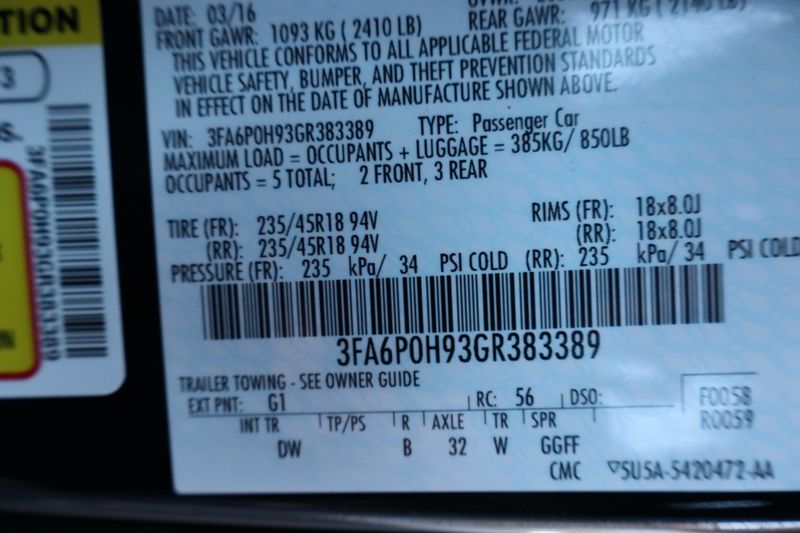 TION
3
3FA6P0H93GR383389
DATE: 03/16
FRONT GAWR: 1093 KG ( 2410 LB)
REAR GAWR: 971 KG ( 2140 LB)
THIS VEHICLE CONFORMS TO ALL APPLICABLE FEDERAL MOTOR
VEHICLE SAFETY, BUMPER, AND THEFT PREVENTION STANDARDS
IN EFFECT ON THE DATE OF MANUFACTURE SHOWN ABOVE.
VIN: 3FA6P0H93GR383389 TYPE: Passenger Car
MAXIMUM LOAD = OCCUPANTS + LUGGAGE = 385KG/ 850LB
OCCUPANTS = 5 TOTAL; 2 FRONT, 3 REAR
TIRE (FR): 235/45R18 94V RIMS (FR): 18x8.0J
(RR): 235/45R18 94V (RR): 18x8.0J
PRESSURE (FR): 235 kPa/ 34 PSI COLD (RR): 235 kPa/ 34 PSI COLD
3FA6P0H93GR383389
TRAILER TOWING - SEE OWNER GUIDE
EXT PNT: G1 RC: 56 DSO: F0058
R0059
INT TR TP/PS R AXLE TR SPR
DW B 32 W GGFF
CMC ▽5U5A-5420472-AA